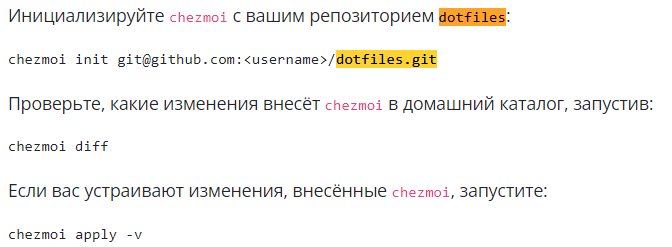 Инициализируйте chezmoi с вашим репозиторием dotfiles:
chezmoi init git@github.com:<username>/dotfiles.git
Проверьте, какие изменения внесёт chezmoi в домашний каталог, запустив:
chezmoi diff
Если вас устраивают изменения, внесённые chezmoi, запустите:
chezmoi apply -v